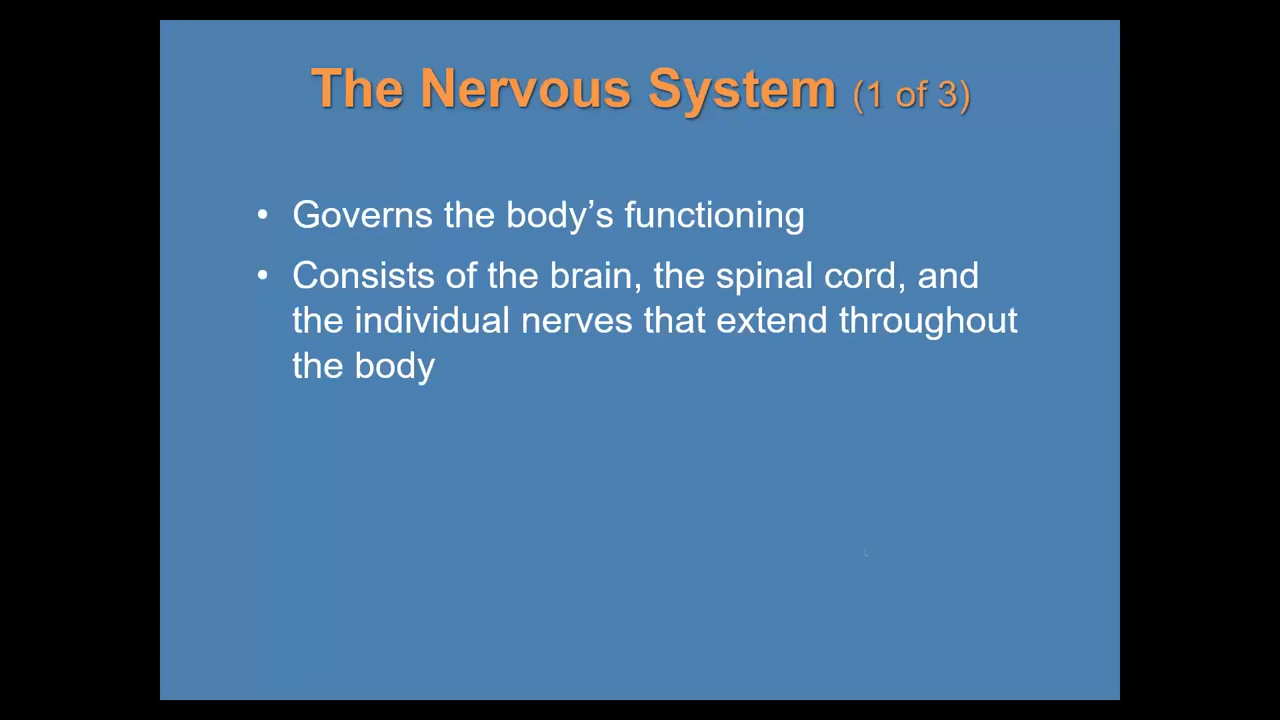 The Nervous System (1 of 3)
• Governs the body’s functioning
• Consists of the brain, the spinal cord, and
the individual nerves that extend throughout
the body